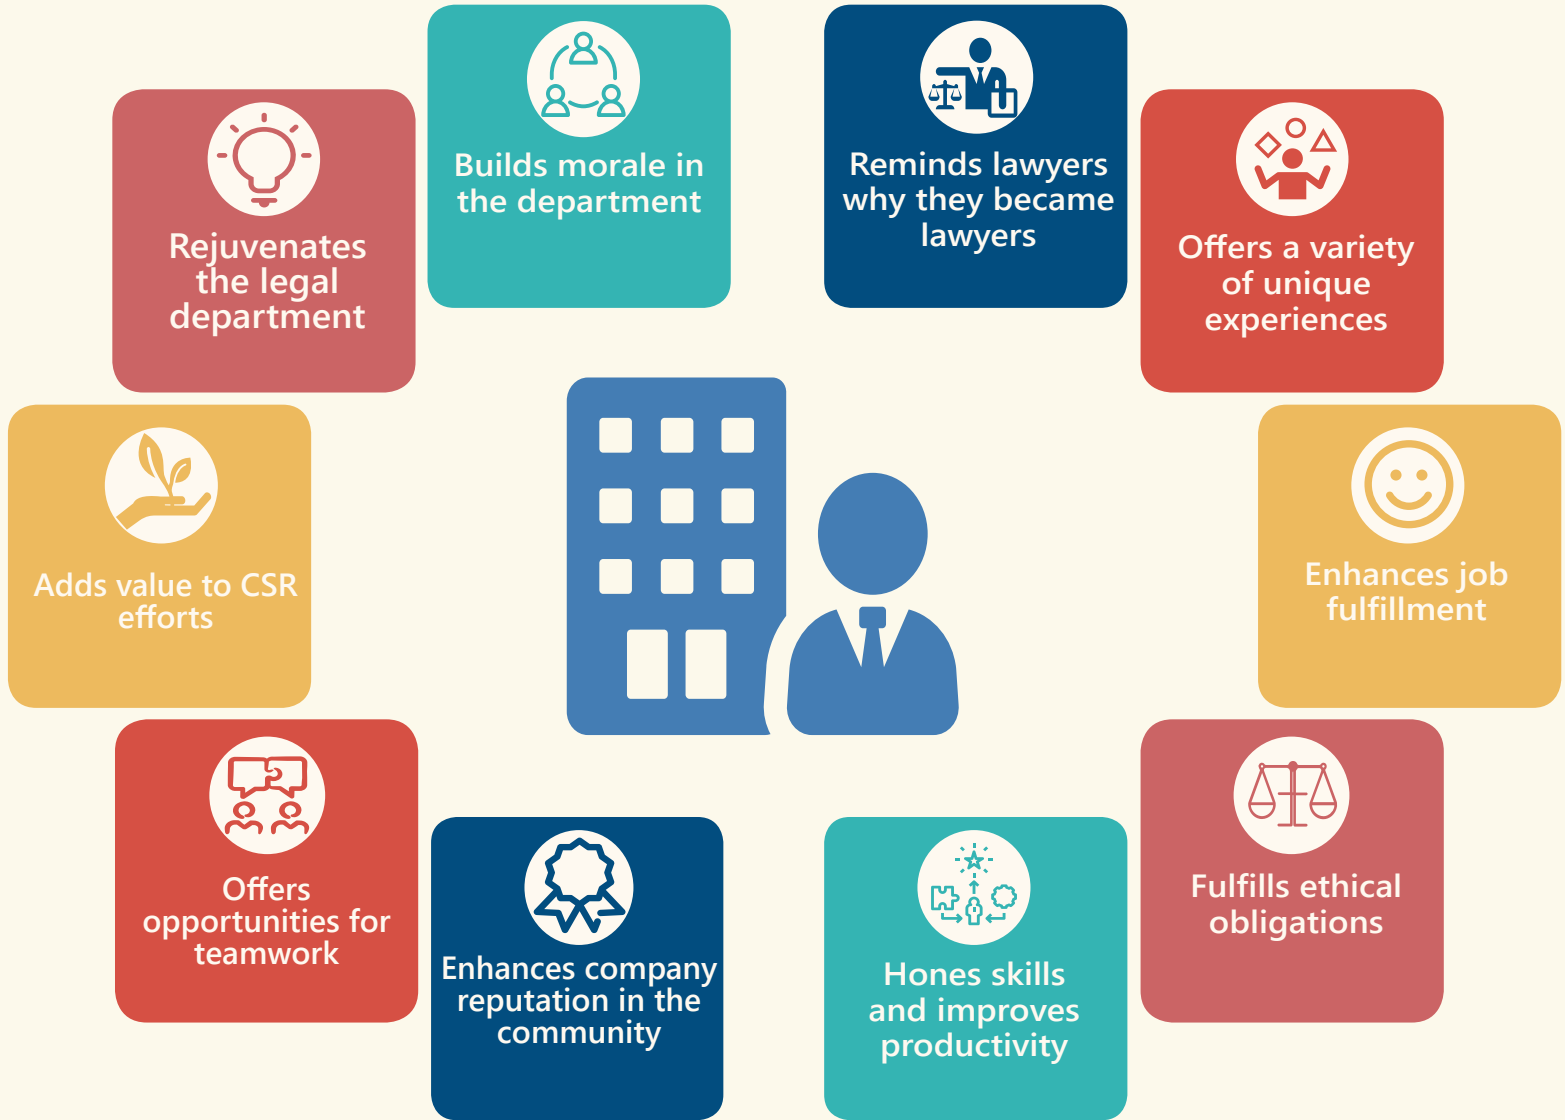 Builds morale in
the department
Reminds lawyers
why they became
lawyers
Rejuvenates
the legal
department
Offers a variety
of unique
experiences
Adds value to CSR
efforts
Enhances job
fulfillment
Offers
opportunities for
teamwork
Enhances company
reputation in the
community
Hones skills
and improves
productivity
Fulfills ethical
obligations